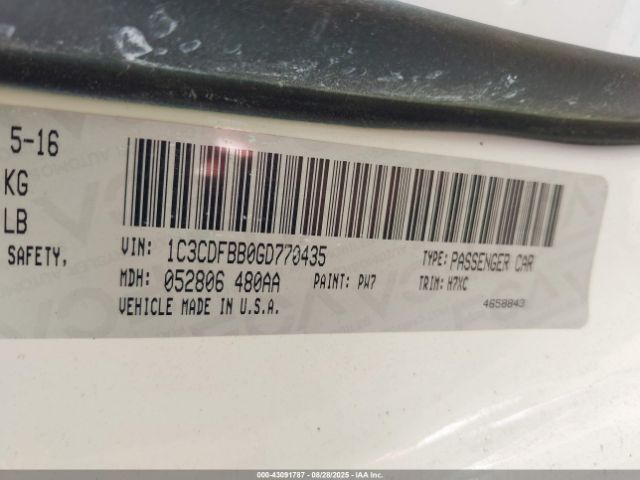 5-16
KG
LB
SAFETY,
VIN: 1C3CDFBB0GD770435
TYPE: PASSENGER CAR
MDH: 052806 480AA
PAINT: PW7
TRIM: H7XC
VEHICLE MADE IN U.S.A.
4658843
000-43091787 - 08/28/2025 - IAA Inc.